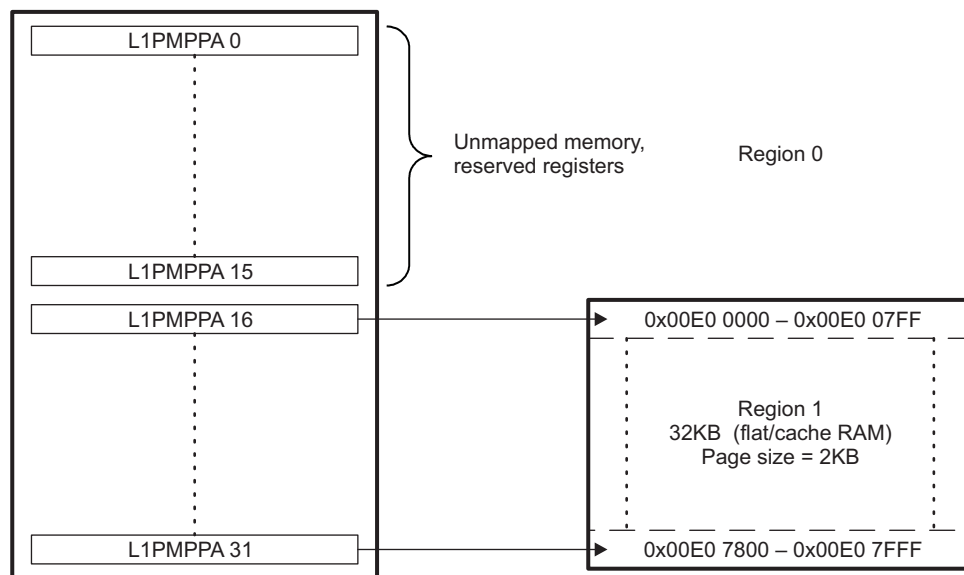 L1PMPPA 0
Unmapped memory,
reserved registers
Region 0
L1PMPPA 15
L1PMPPA 16
0x00E0 0000 – 0x00E0 07FF
Region 1
32KB (flat/cache RAM)
Page size = 2KB
L1PMPPA 31
0x00E0 7800 – 0x00E0 7FFF